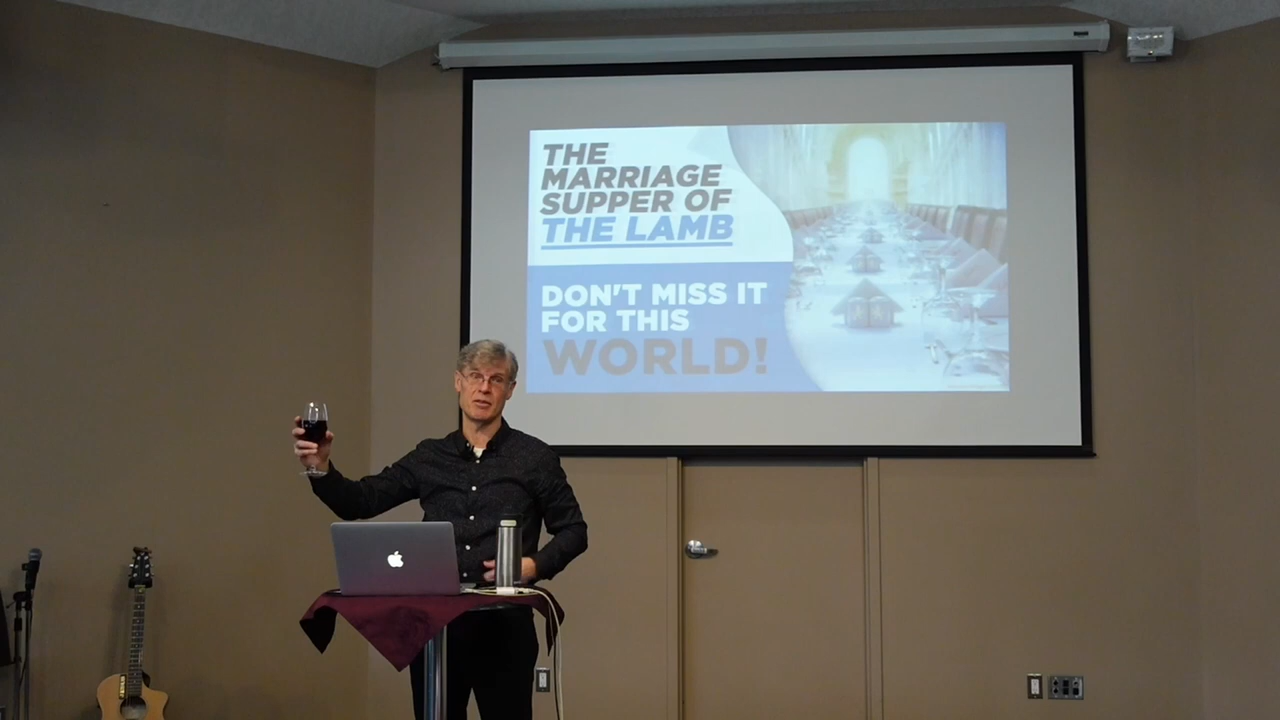 THE
MARRIAGE
SUPPER OF
THE LAMB
DON'T MISS IT
FOR THIS
WORLD!